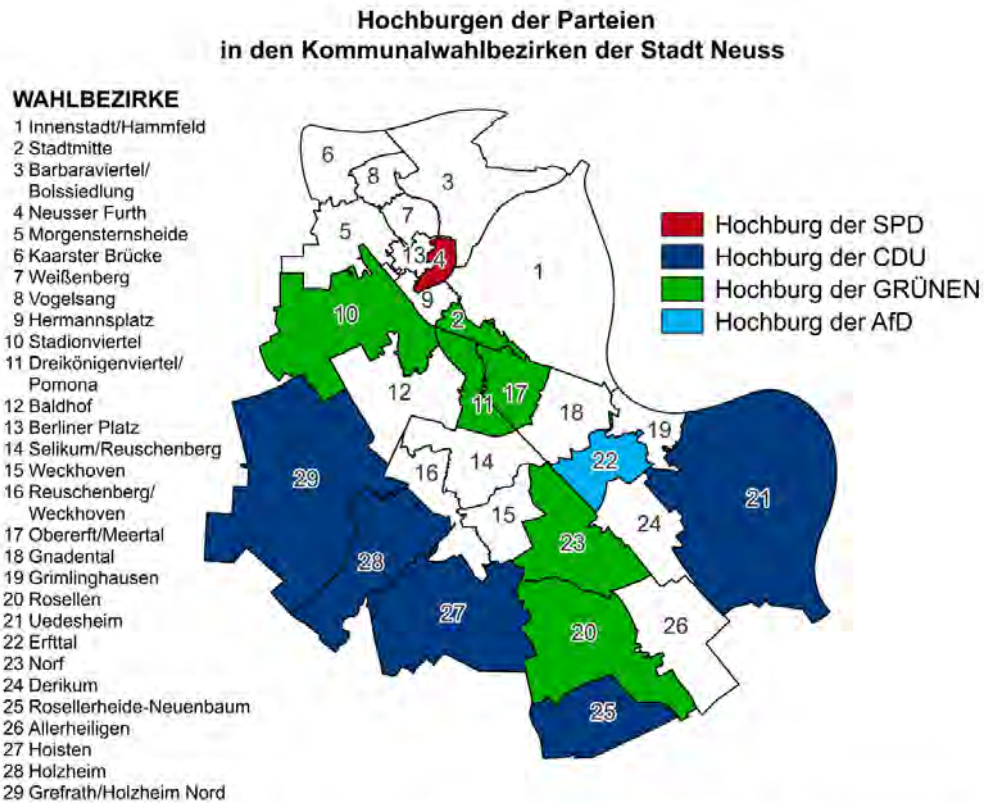 Hochburgen der Parteien
in den Kommunalwahlbezirken der Stadt Neuss
WAHLBEZIRKE
1 Innenstadt/Hammfeld
2 Stadtmitte
3 Barbaraviertel/
Bolssiedlung
4 Neusser Furth
5 Morgensternsheide
6 Kaarster Brücke
7 Weißenberg
8 Vogelsang
9 Hermannsplatz
10 Stadionviertel
11 Dreikönigenviertel/
Pomona
12 Baldhof
13 Berliner Platz
14 Selikum/Reuschenberg
15 Weckhoven
16 Reuschenberg/
Weckhoven
17 Obererft/Meertal
18 Gnadental
19 Grimlinghausen
20 Rosellen
21 Uedesheim
22 Erfttal
23 Norf
24 Derikum
25 Rosellerheide-Neuenbaum
26 Allerheiligen
27 Hoisten
28 Holzheim
29 Grefrath/Holzheim Nord
Hochburg der SPD
Hochburg der CDU
Hochburg der GRÜNEN
Hochburg der AfD
6
8
3
7
5
13
4
1
9
10
2
12
11
17
18
19
29
16
14
22
21
15
24
28
23
27
20
26
25